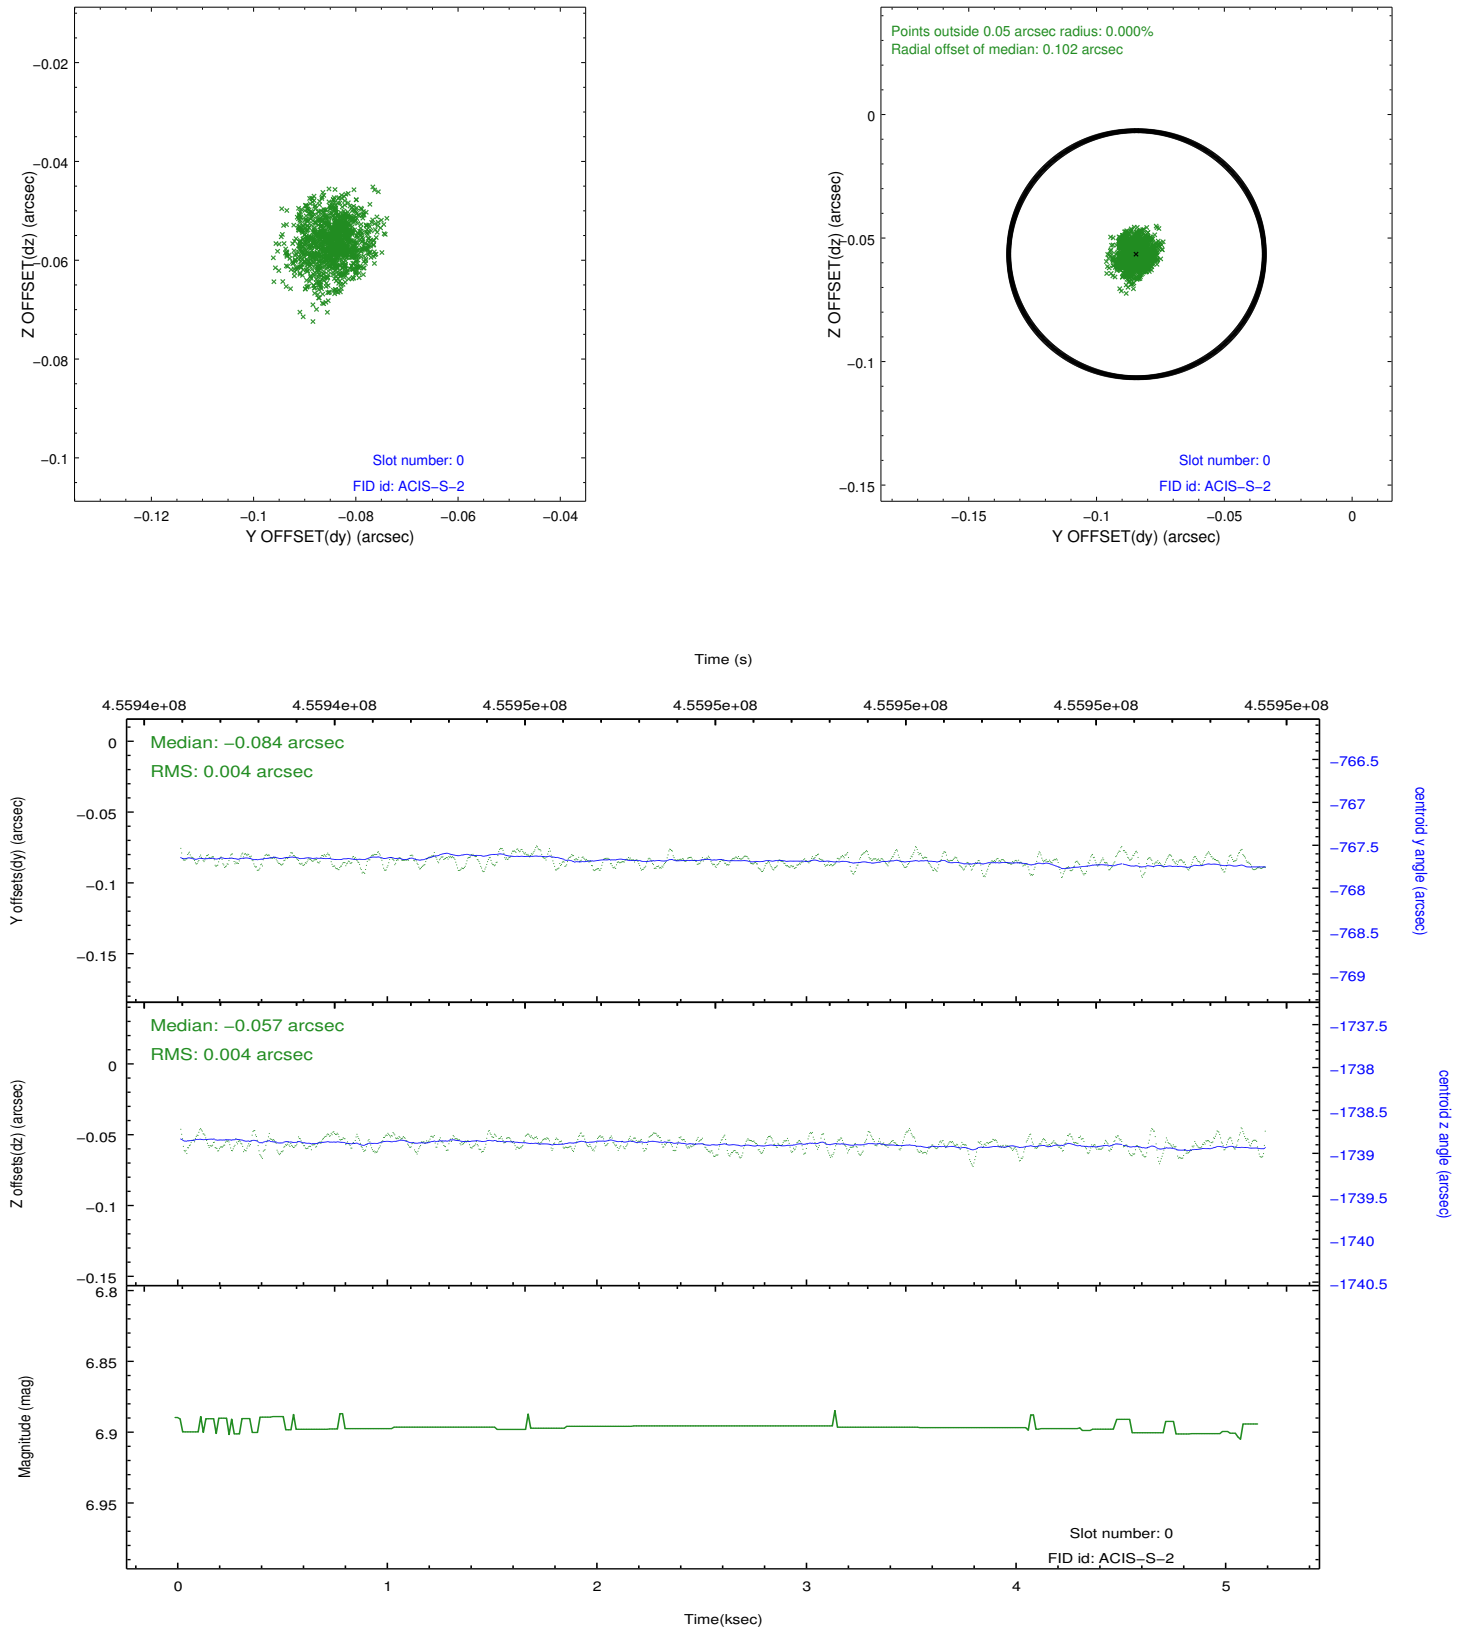 −0.02
−0.04
−0.06
−0.08
−0.1
Z OFFSET(dz) (arcsec)
Slot number: 0
FID id: ACIS−S−2
−0.12
−0.1
−0.08
−0.06
−0.04
Y OFFSET(dy) (arcsec)
Points outside 0.05 arcsec radius: 0.000%
Radial offset of median: 0.102 arcsec
0
−0.05
−0.1
−0.15
Z OFFSET(dz) (arcsec)
Slot number: 0
FID id: ACIS−S−2
−0.15
−0.1
−0.05
0
Y OFFSET(dy) (arcsec)
Time (s)
4.5594e+08
4.5594e+08
4.5595e+08
4.5595e+08
4.5595e+08
4.5595e+08
4.5595e+08
Median: −0.084 arcsec
RMS: 0.004 arcsec
0
−0.05
−0.1
−0.15
Y offsets(dy) (arcsec)
−766.5
−767
−767.5
−768
−768.5
−769
centroid y angle (arcsec)
Median: −0.057 arcsec
RMS: 0.004 arcsec
0
−0.05
−0.1
−0.15
Z offsets(dz) (arcsec)
−1737.5
−1738
−1738.5
−1739
−1739.5
−1740
−1740.5
centroid z angle (arcsec)
6.8
6.85
6.9
6.95
Magnitude (mag)
Slot number: 0
FID id: ACIS−S−2
0
1
2
3
4
5
Time(ksec)